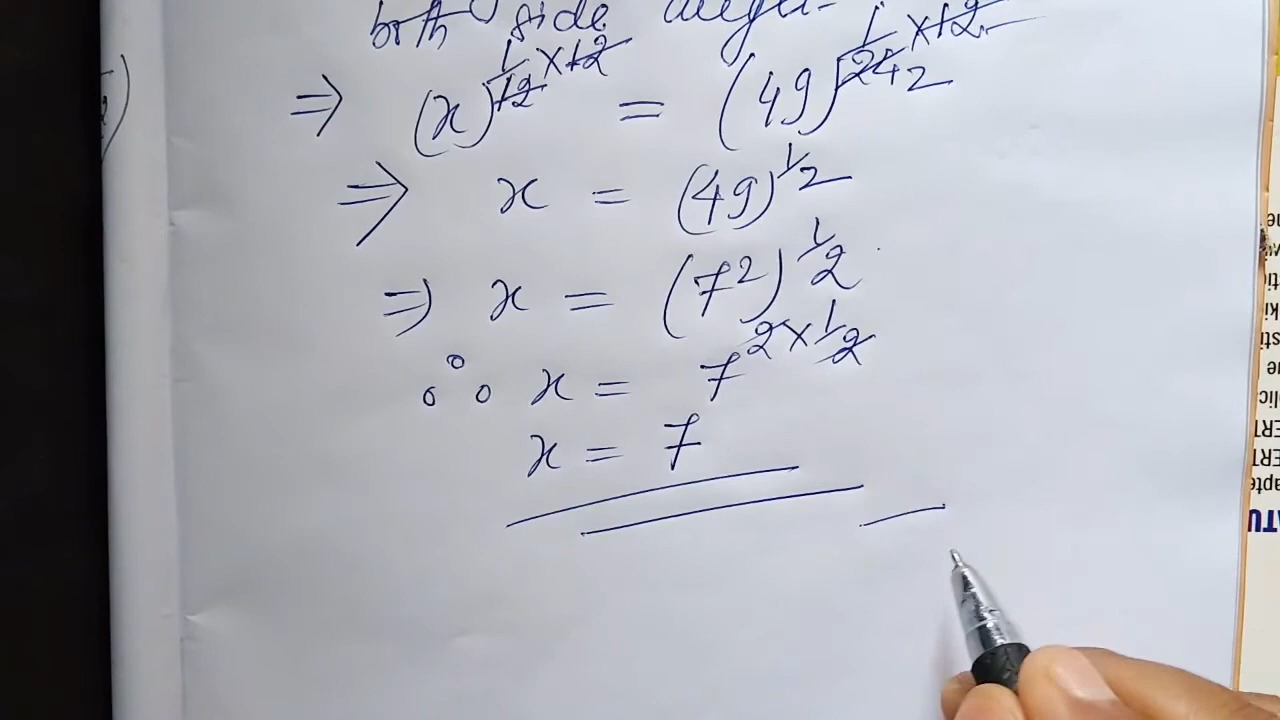 both side
⇒ (x)^{1/12 × 12} = (49)^{1/24 × 12} 2
⇒ x = (49)^{1/2}
⇒ x = (7²)^{1/2}
∴ x = 7^{2 × 1/2}
x = 7